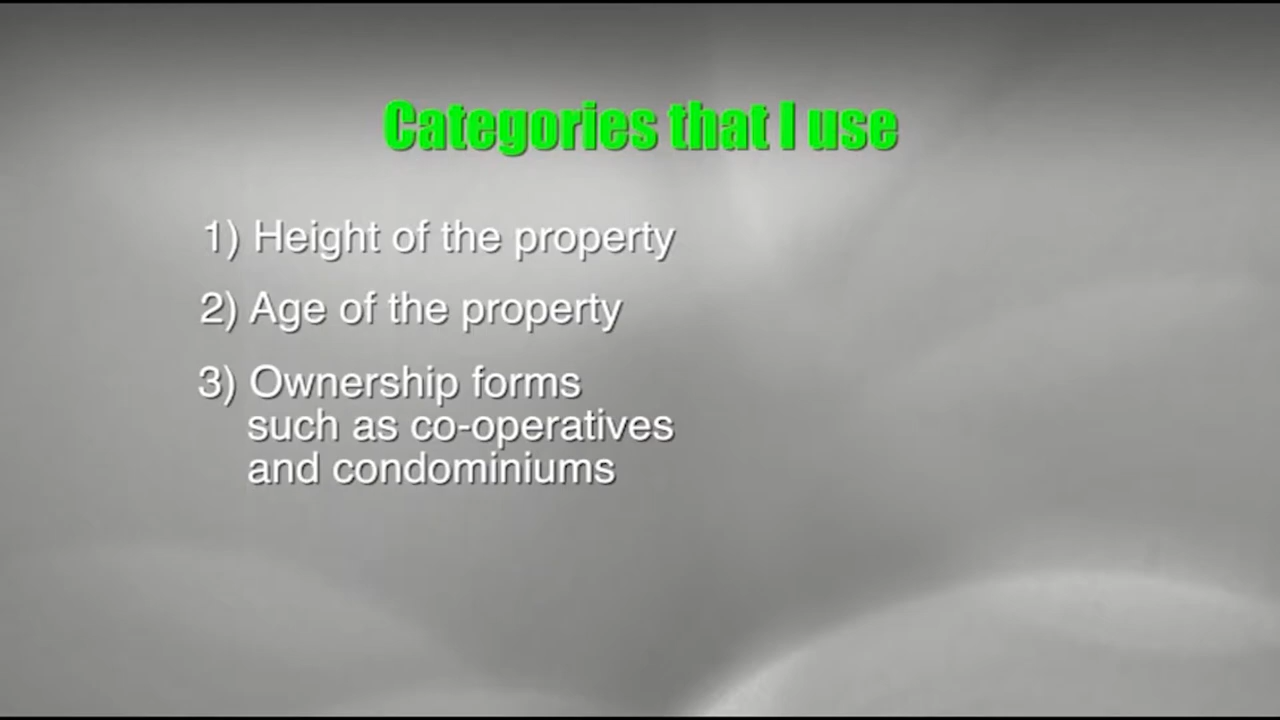 Categories that I use
1) Height of the property
2) Age of the property
3) Ownership forms
such as co-operatives
and condominiums